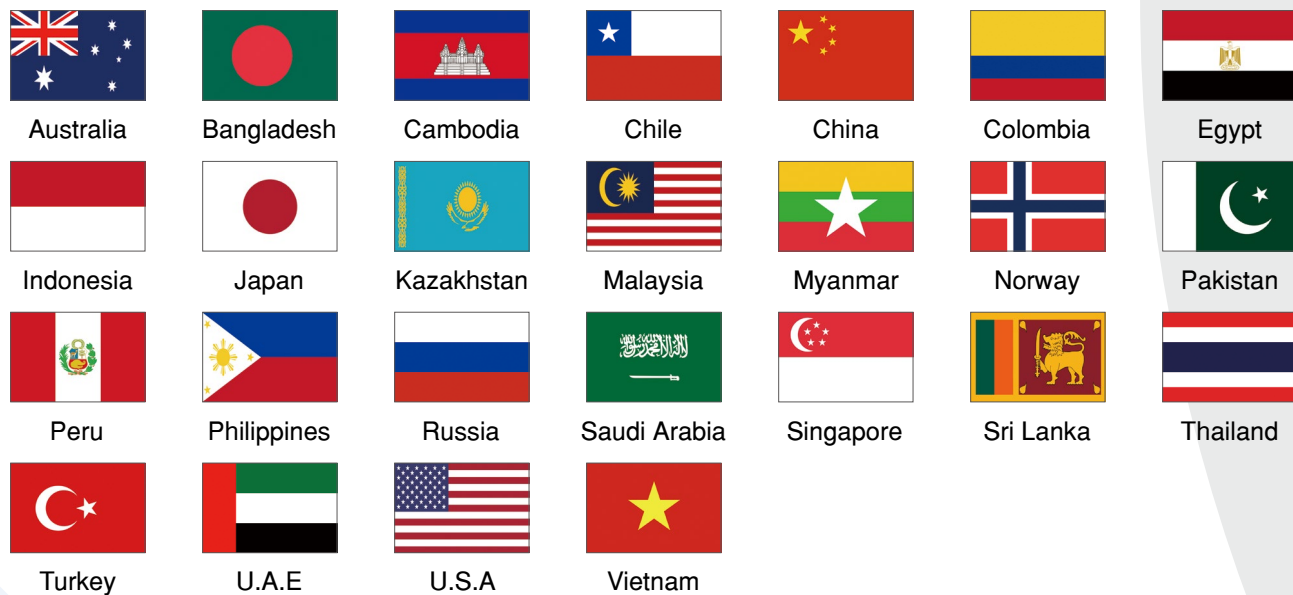 Australia Bangladesh Cambodia Chile China Colombia Egypt
Indonesia Japan Kazakhstan Malaysia Myanmar Norway Pakistan
Peru Philippines Russia Saudi Arabia Singapore Sri Lanka Thailand
Turkey U.A.E U.S.A Vietnam